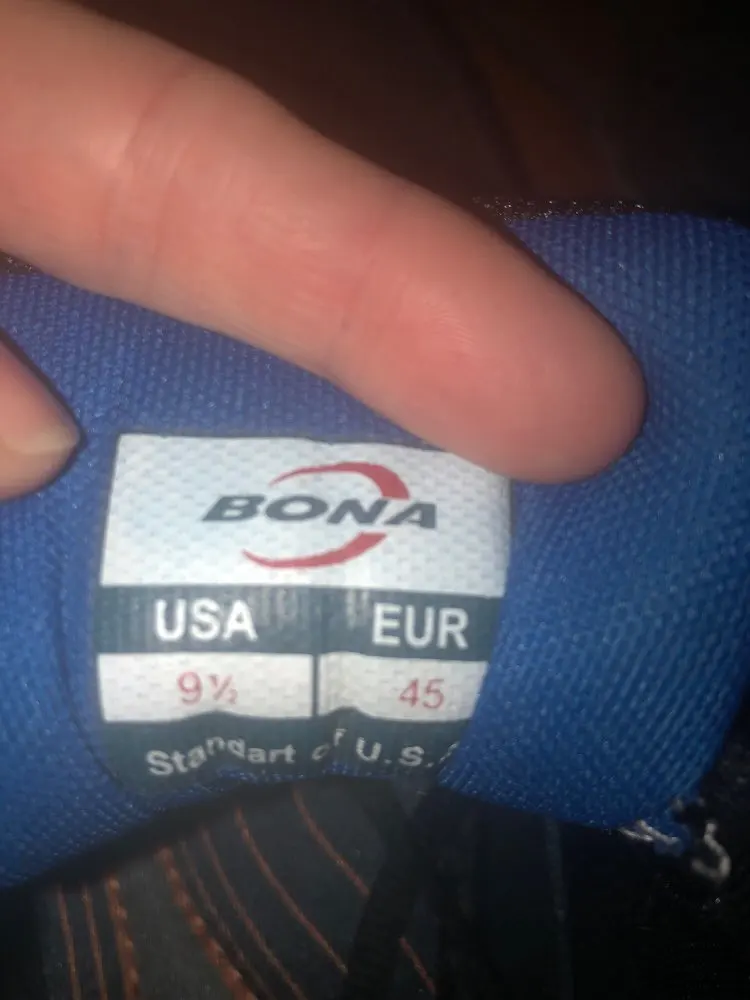 BONA
USA EUR
9½ 45
Standart of U.S.